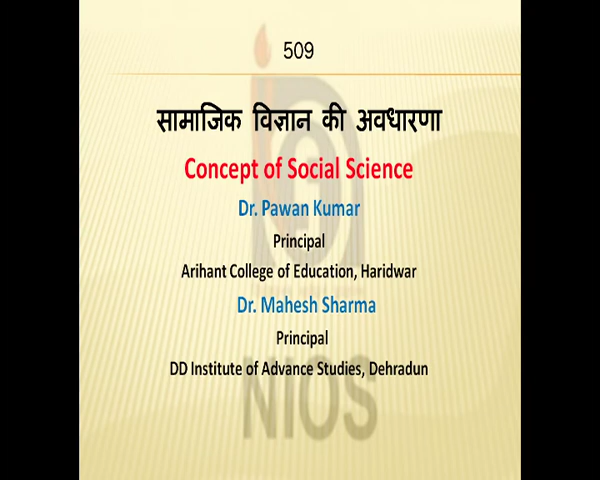 509
सामाजिक विज्ञान की अवधारणा
Concept of Social Science
Dr. Pawan Kumar
Principal
Arihant College of Education, Haridwar
Dr. Mahesh Sharma
Principal
DD Institute of Advance Studies, Dehradun
NIOS